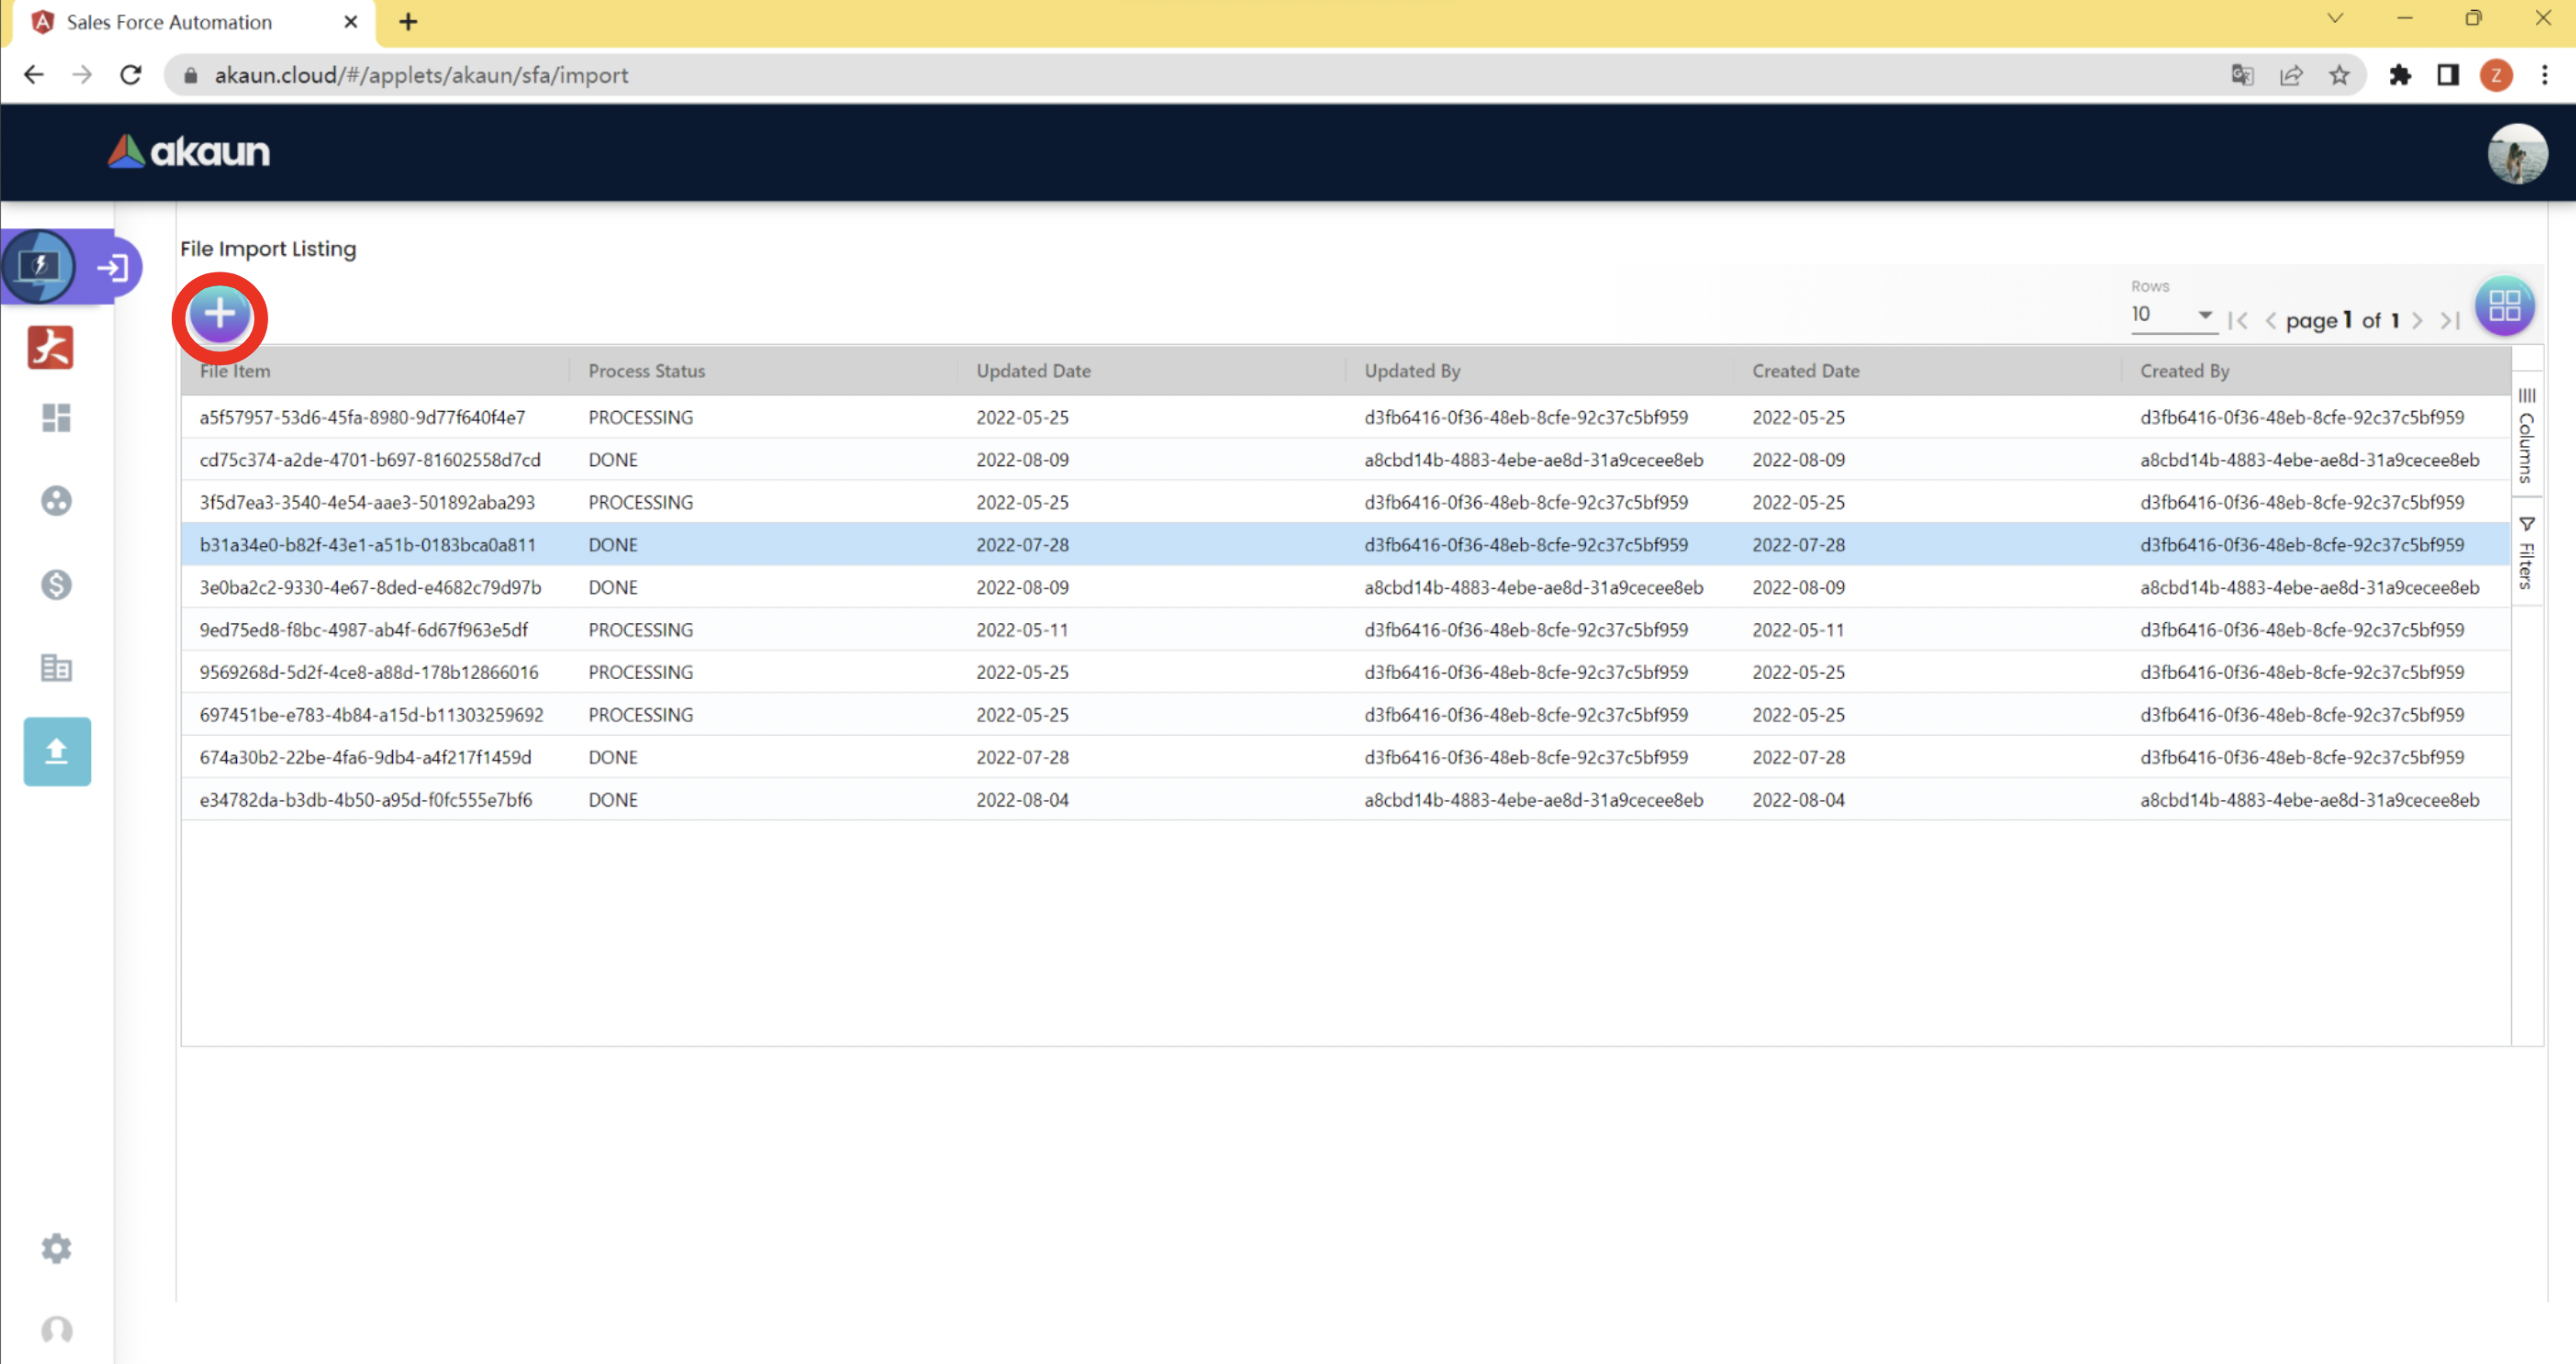 Sales Force Automation
akaun.cloud/#/applets/akaun/sfa/import
Z
akaun
File Import Listing
Rows
10 page 1 of 1
File Item Process Status Updated Date Updated By Created Date Created By
a5f57957-53d6-45fa-8980-9d77f640f4e7 PROCESSING 2022-05-25 d3fb6416-0f36-48eb-8cfe-92c37c5bf959 2022-05-25 d3fb6416-0f36-48eb-8cfe-92c37c5bf959
cd75c374-a2de-4701-b697-81602558d7cd DONE 2022-08-09 a8cbd14b-4883-4ebe-ae8d-31a9cecee8eb 2022-08-09 a8cbd14b-4883-4ebe-ae8d-31a9cecee8eb
3f5d7ea3-3540-4e54-aae3-501892aba293 PROCESSING 2022-05-25 d3fb6416-0f36-48eb-8cfe-92c37c5bf959 2022-05-25 d3fb6416-0f36-48eb-8cfe-92c37c5bf959
b31a34e0-b82f-43e1-a51b-0183bca0a811 DONE 2022-07-28 d3fb6416-0f36-48eb-8cfe-92c37c5bf959 2022-07-28 d3fb6416-0f36-48eb-8cfe-92c37c5bf959
3e0ba2c2-9330-4e67-8ded-e4682c79d97b DONE 2022-08-09 a8cbd14b-4883-4ebe-ae8d-31a9cecee8eb 2022-08-09 a8cbd14b-4883-4ebe-ae8d-31a9cecee8eb
9ed75ed8-f8bc-4987-ab4f-6d67f963e5df PROCESSING 2022-05-11 d3fb6416-0f36-48eb-8cfe-92c37c5bf959 2022-05-11 d3fb6416-0f36-48eb-8cfe-92c37c5bf959
9569268d-5d2f-4ce8-a88d-178b12866016 PROCESSING 2022-05-25 d3fb6416-0f36-48eb-8cfe-92c37c5bf959 2022-05-25 d3fb6416-0f36-48eb-8cfe-92c37c5bf959
697451be-e783-4b84-a15d-b11303259692 PROCESSING 2022-05-25 d3fb6416-0f36-48eb-8cfe-92c37c5bf959 2022-05-25 d3fb6416-0f36-48eb-8cfe-92c37c5bf959
674a30b2-22be-4fa6-9db4-a4f217f1459d DONE 2022-07-28 d3fb6416-0f36-48eb-8cfe-92c37c5bf959 2022-07-28 d3fb6416-0f36-48eb-8cfe-92c37c5bf959
e34782da-b3db-4b50-a95d-f0fc555e7bf6 DONE 2022-08-04 a8cbd14b-4883-4ebe-ae8d-31a9cecee8eb 2022-08-04 a8cbd14b-4883-4ebe-ae8d-31a9cecee8eb
Columns
Filters